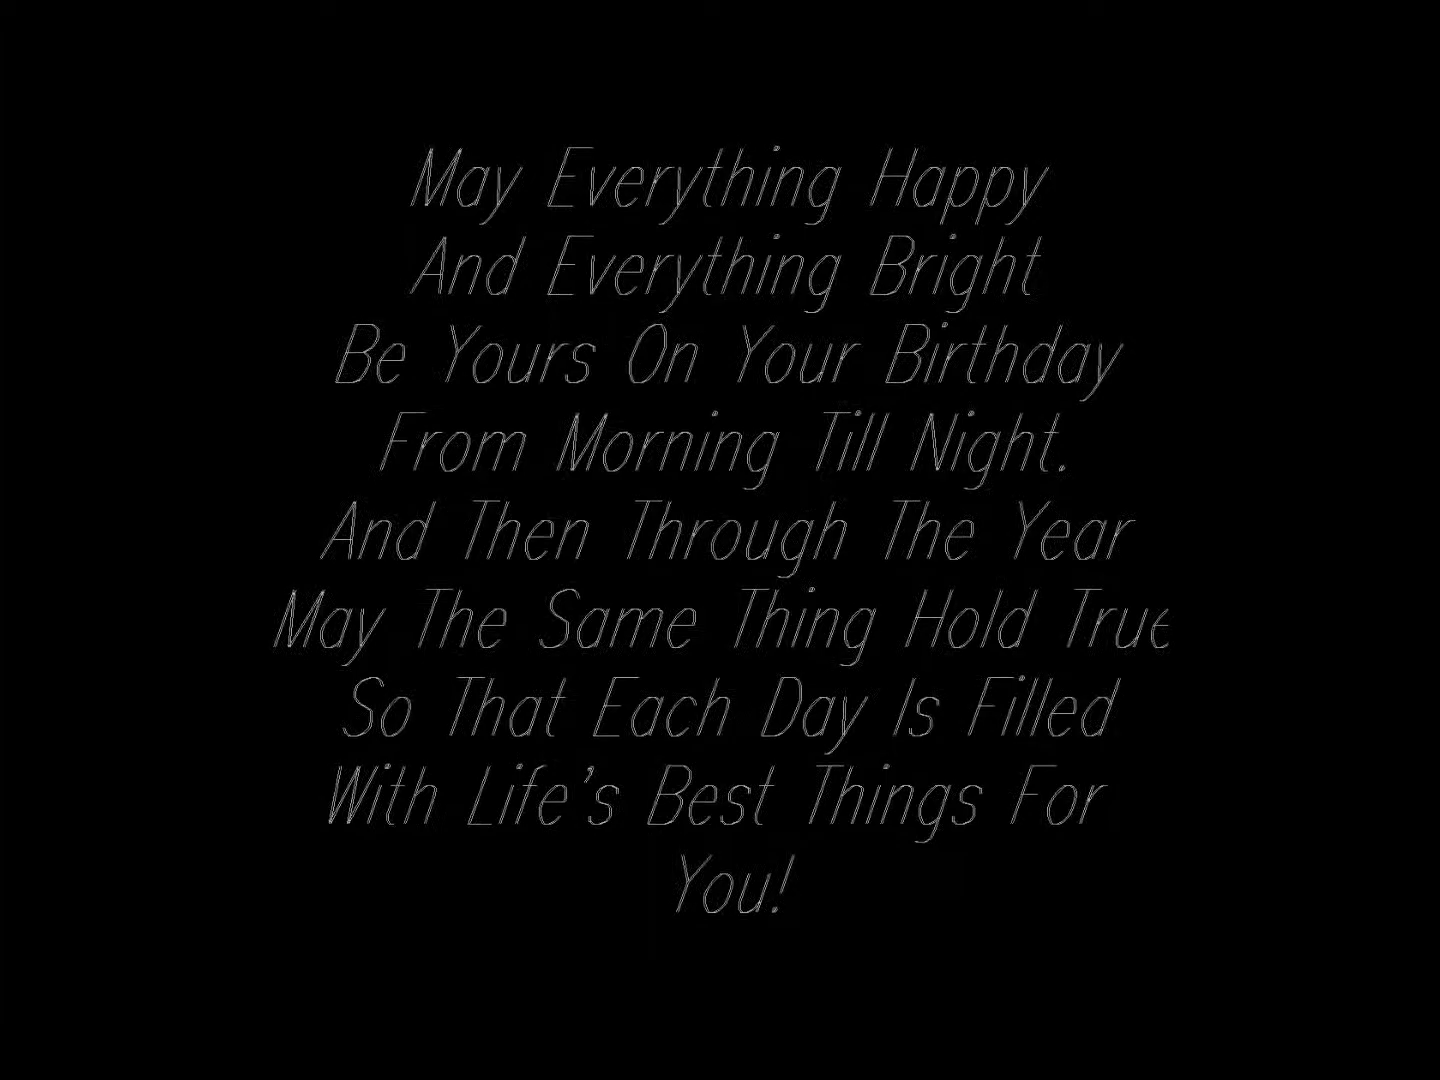 May Everything Happy
And Everything Bright
Be Yours On Your Birthday
From Morning Till Night.
And Then Through The Year
May The Same Thing Hold True
So That Each Day Is Filled
With Life's Best Things For
You!